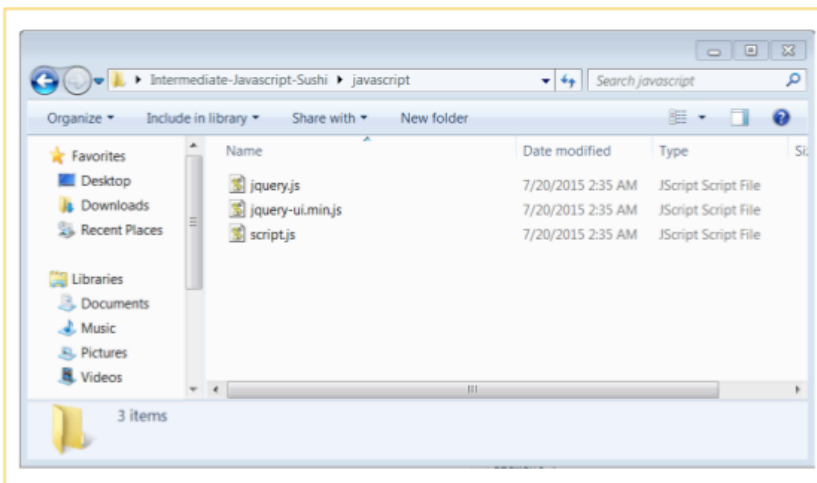 Intermediate-Javascript-Sushi javascript
Search javascript
Organize Include in library Share with New folder
Name Date modified Type
Favorites
Desktop
Downloads
Recent Places
Libraries
Documents
Music
Pictures
Videos
jquery.js 7/20/2015 2:35 AM JScript Script File
jquery-ui.min.js 7/20/2015 2:35 AM JScript Script File
script.js 7/20/2015 2:35 AM JScript Script File
3 items